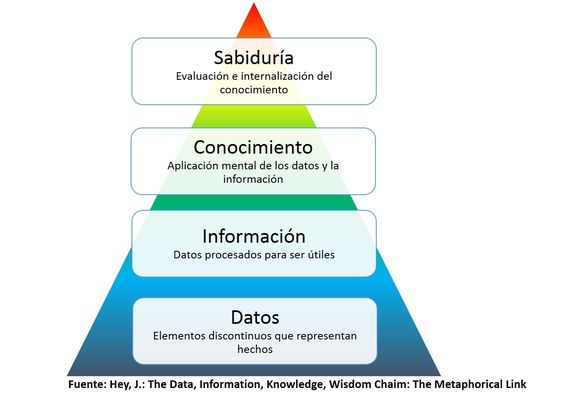 Sabiduría
Evaluación e internalización del
conocimiento
Conocimiento
Aplicación mental de los datos y la
información
Información
Datos procesados para ser útiles
Datos
Elementos discontinuos que representan
hechos
Fuente: Hey, J.: The Data, Information, Knowledge, Wisdom Chaim: The Metaphorical Link